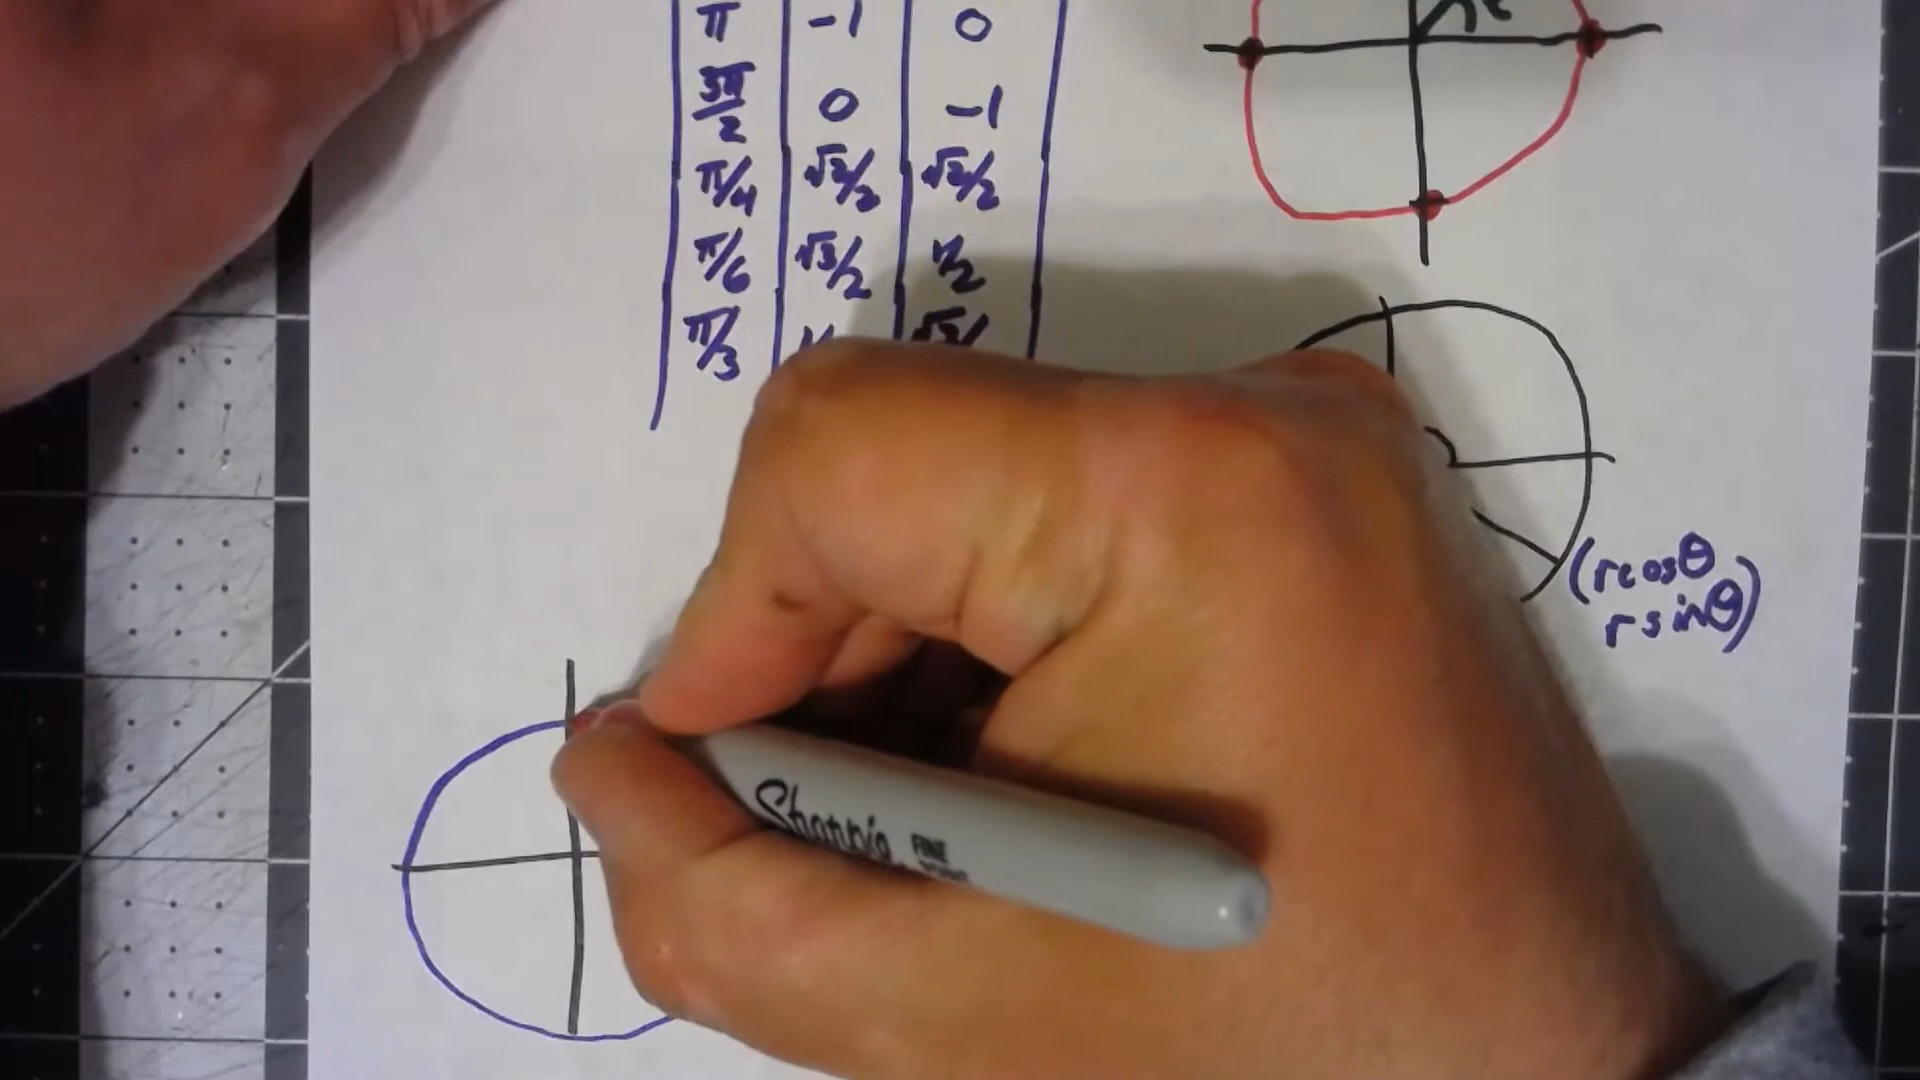 π -1 0
3π/2 0 -1
π/4 √2/2 √2/2
π/6 √3/2 1/2
π/3
(rcosθ
rsinθ)
Sharpie
FINE